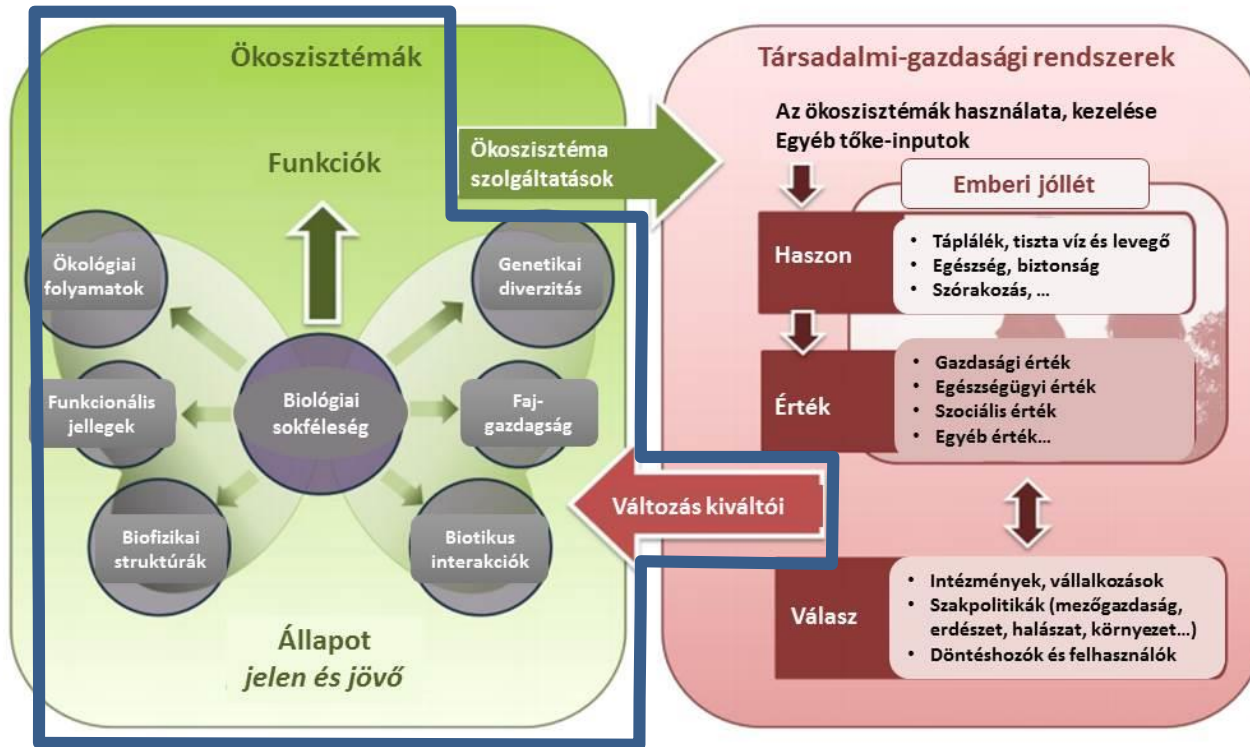 Ökoszisztémák
Funkciók
Ökoszisztéma
szolgáltatások
Ökológiai
folyamatok
Genetikai
diverzitás
Funkcionális
jellegek
Biológiai
sokféleség
Faj-
gazdagság
Biofizikai
struktúrák
Biotikus
interakciók
Állapot
jelen és jövő
Változás kiváltói
Társadalmi-gazdasági rendszerek
Az ökoszisztémák használata, kezelése
Egyéb tőke-inputok
Emberi jóllét
Haszon
• Táplálék, tiszta víz és levegő
• Egészség, biztonság
• Szórakozás, ...
Érték
• Gazdasági érték
• Egészségügyi érték
• Szociális érték
• Egyéb érték...
Válasz
• Intézmények, vállalkozások
• Szakpolitikák (mezőgazdaság,
erdészet, halászat, környezet...)
• Döntéshozók és felhasználók